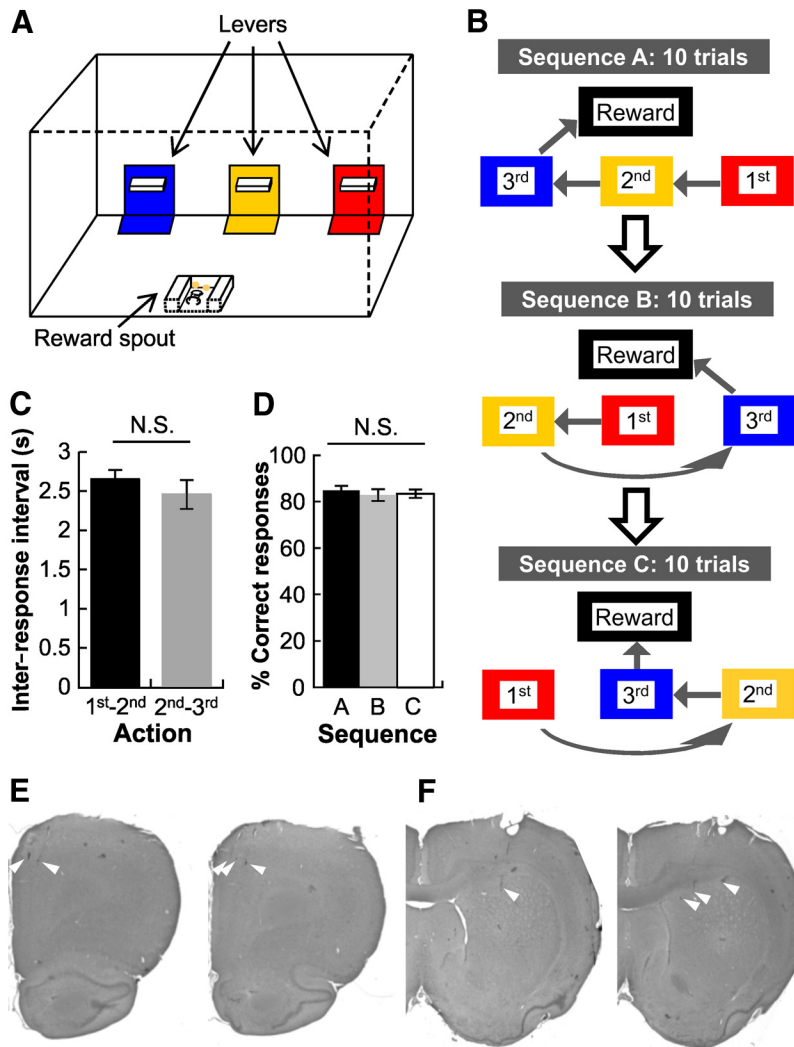 A
Levers
Reward spout
B
Sequence A: 10 trials
Reward
3rd
2nd
1st
Sequence B: 10 trials
Reward
2nd
1st
3rd
Sequence C: 10 trials
Reward
1st
3rd
2nd
C
N.S.
Inter-response interval (s)
3
2.5
2
1.5
1
0.5
0
1st-2nd 2nd-3rd
Action
D
N.S.
% Correct responses
100
80
60
40
20
0
A B C
Sequence
E
F